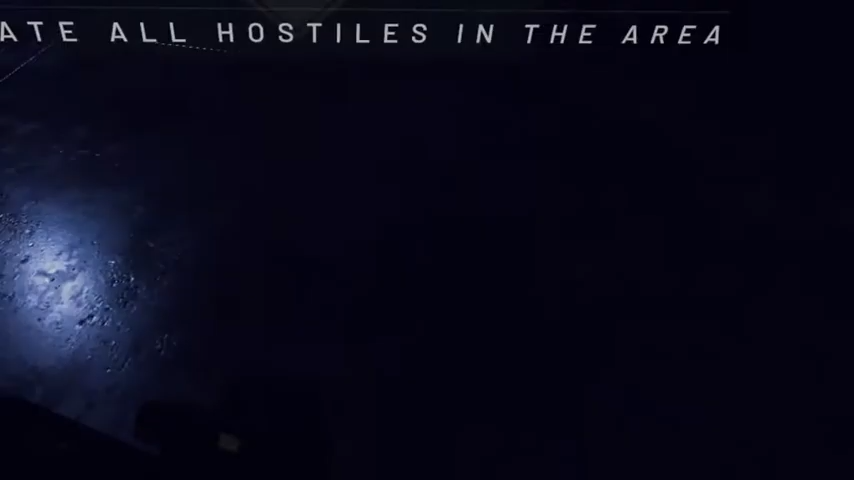 ATE ALL HOSTILES IN THE AREA